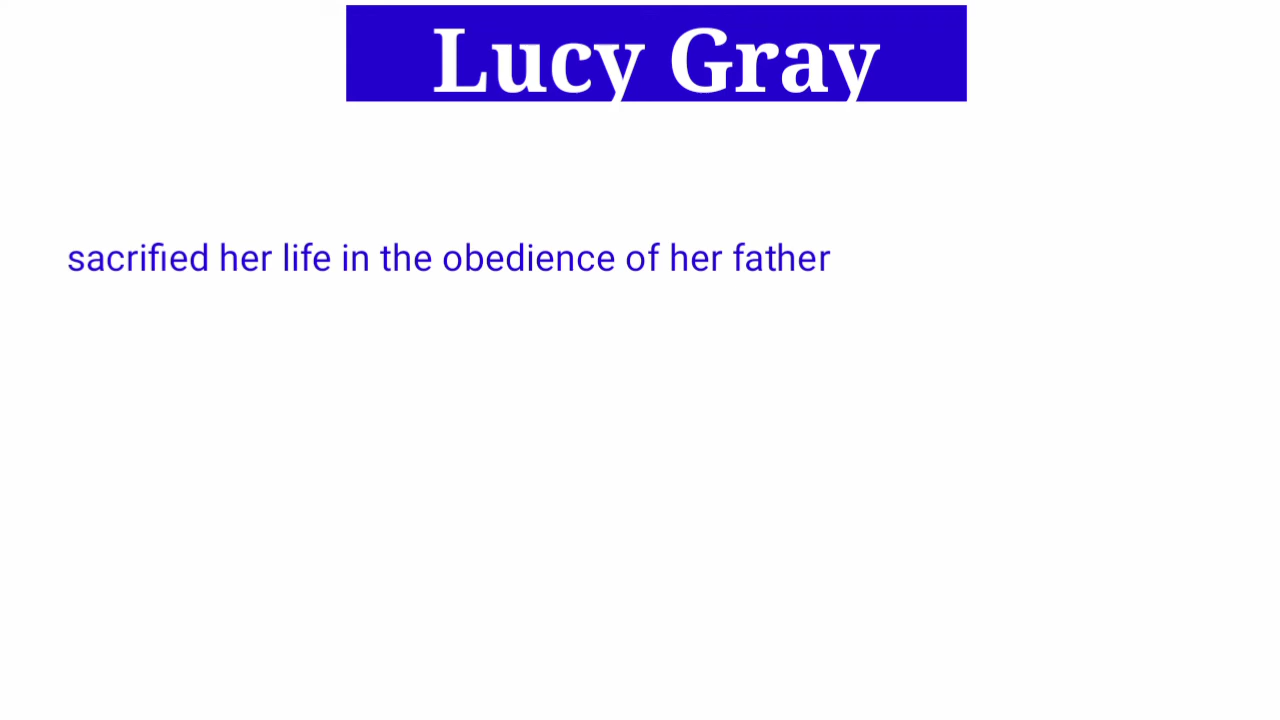 Lucy Gray
sacrified her life in the obedience of her father